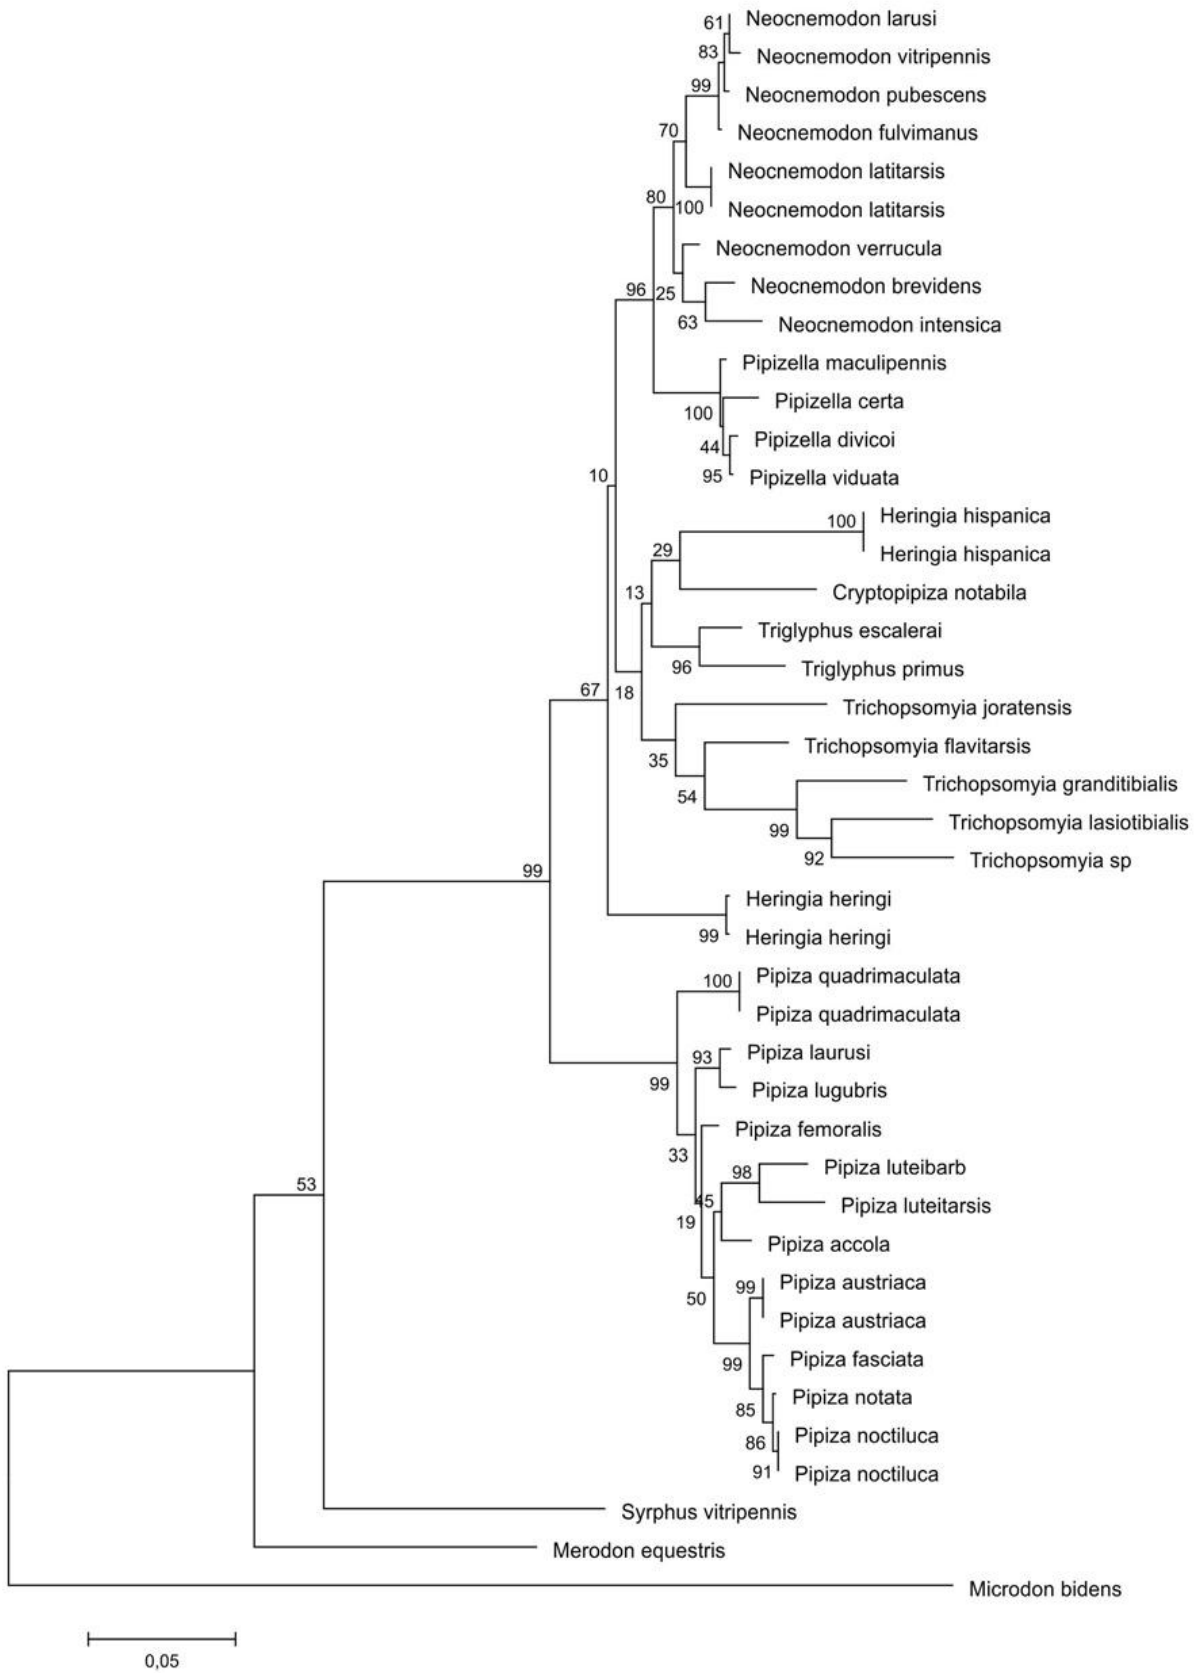 61 Neocnemodon larusi
83 Neocnemodon vitripennis
99 Neocnemodon pubescens
70 Neocnemodon fulvimanus
Neocnemodon latitarsis
80 100 Neocnemodon latitarsis
Neocnemodon verrucula
96 25 Neocnemodon brevidens
63 Neocnemodon intensica
Pipizella maculipennis
100 Pipizella certa
44 Pipizella divicoi
10 95 Pipizella viduata
100 Heringia hispanica
29 Heringia hispanica
13 Cryptopipiza notabila
Triglyphus escalerai
96 Triglyphus primus
67 18 Trichopsomyia joratensis
35 Trichopsomyia flavitarsis
54 Trichopsomyia granditibialis
99 Trichopsomyia lasiotibialis
92 Trichopsomyia sp
99 Heringia heringi
99 Heringia heringi
100 Pipiza quadrimaculata
Pipiza quadrimaculata
93 Pipiza laurusi
99 Pipiza lugubris
33 Pipiza femoralis
53 98 Pipiza luteibarb
19 45 Pipiza luteitarsis
Pipiza accola
50 99 Pipiza austriaca
Pipiza austriaca
99 Pipiza fasciata
85 Pipiza notata
86 Pipiza noctiluca
91 Pipiza noctiluca
Syrphus vitripennis
Merodon equestris
Microdon bidens
0,05